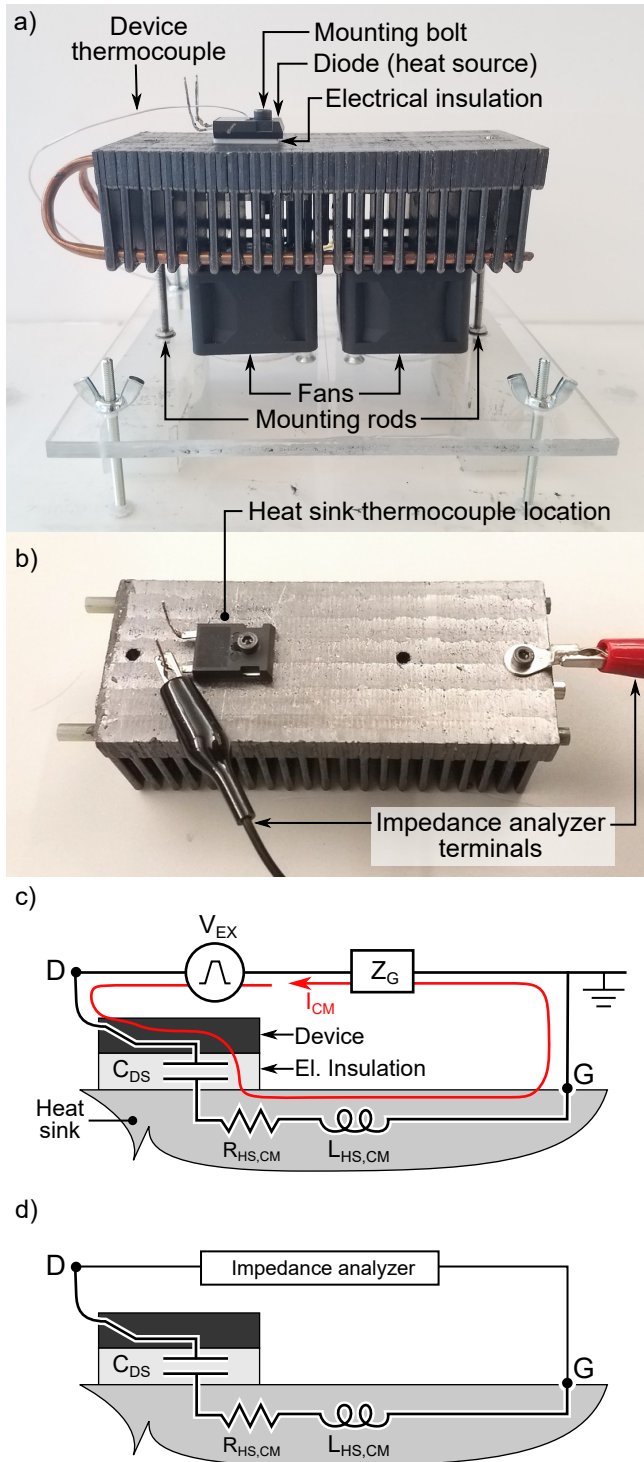 a)
Device
thermocouple
Mounting bolt
Diode (heat source)
Electrical insulation
Fans
Mounting rods
Heat sink thermocouple location
b)
Impedance analyzer
terminals
c)
V_EX
D
Z_G
i_CM
Device
C_DS
El. Insulation
G
Heat
sink
R_HS,CM
L_HS,CM
d)
D
Impedance analyzer
C_DS
G
R_HS,CM
L_HS,CM